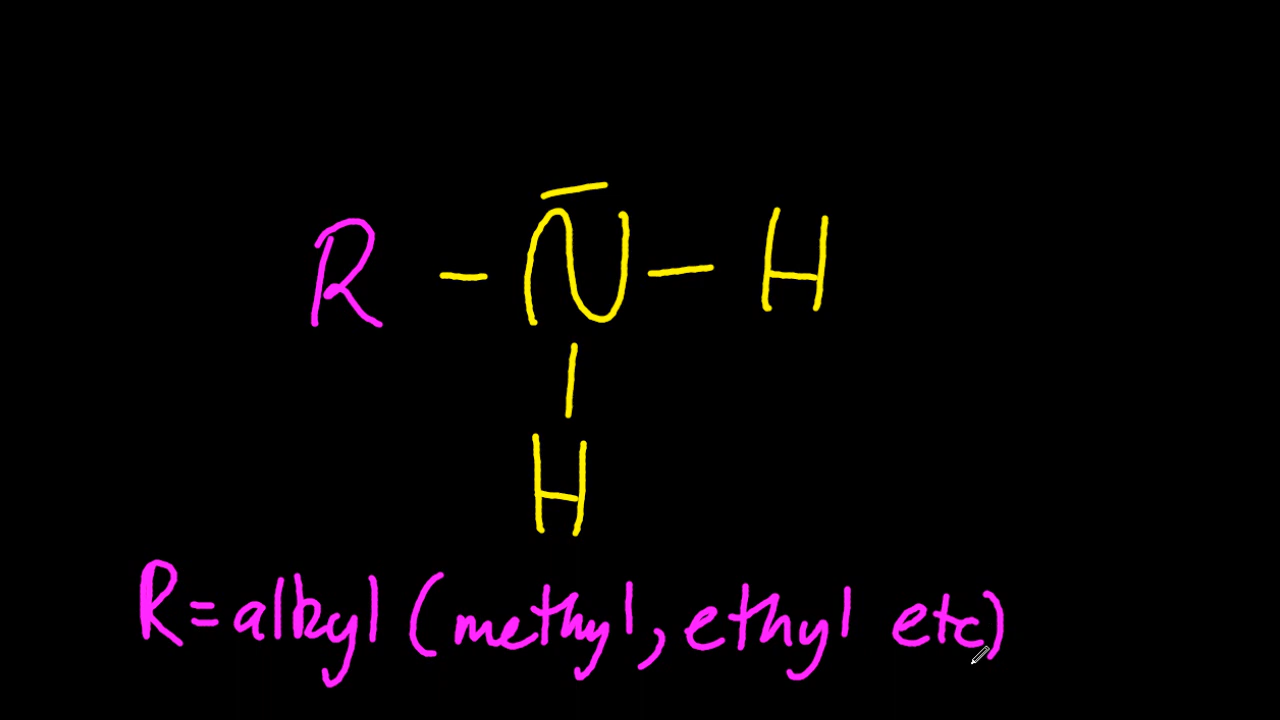 R - N - H
H
R = alkyl (methyl, ethyl etc)